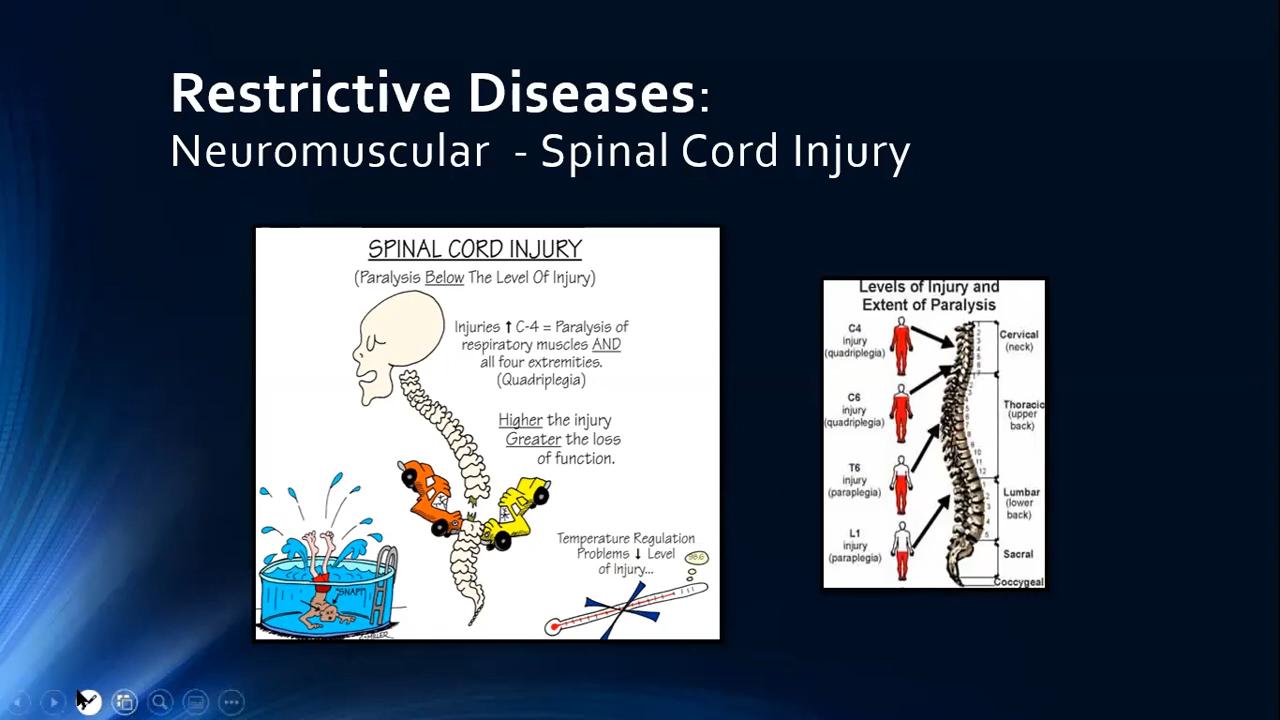 Restrictive Diseases:
Neuromuscular - Spinal Cord Injury
SPINAL CORD INJURY
(Paralysis Below The Level Of Injury)
Injuries ↑ C-4 = Paralysis of
respiratory muscles AND
all four extremities.
(Quadriplegia)
Higher the injury
Greater the loss
of function.
Temperature Regulation
Problems ↓ Level
of Injury...
98.6
"SNAP!"
Levels of Injury and
Extent of Paralysis
C4
injury
(quadriplegia)
C6
injury
(quadriplegia)
T6
injury
(paraplegia)
L1
injury
(paraplegia)
Cervical
(neck)
Thoracic
(upper
back)
Lumbar
(lower
back)
Sacral
Coccygeal